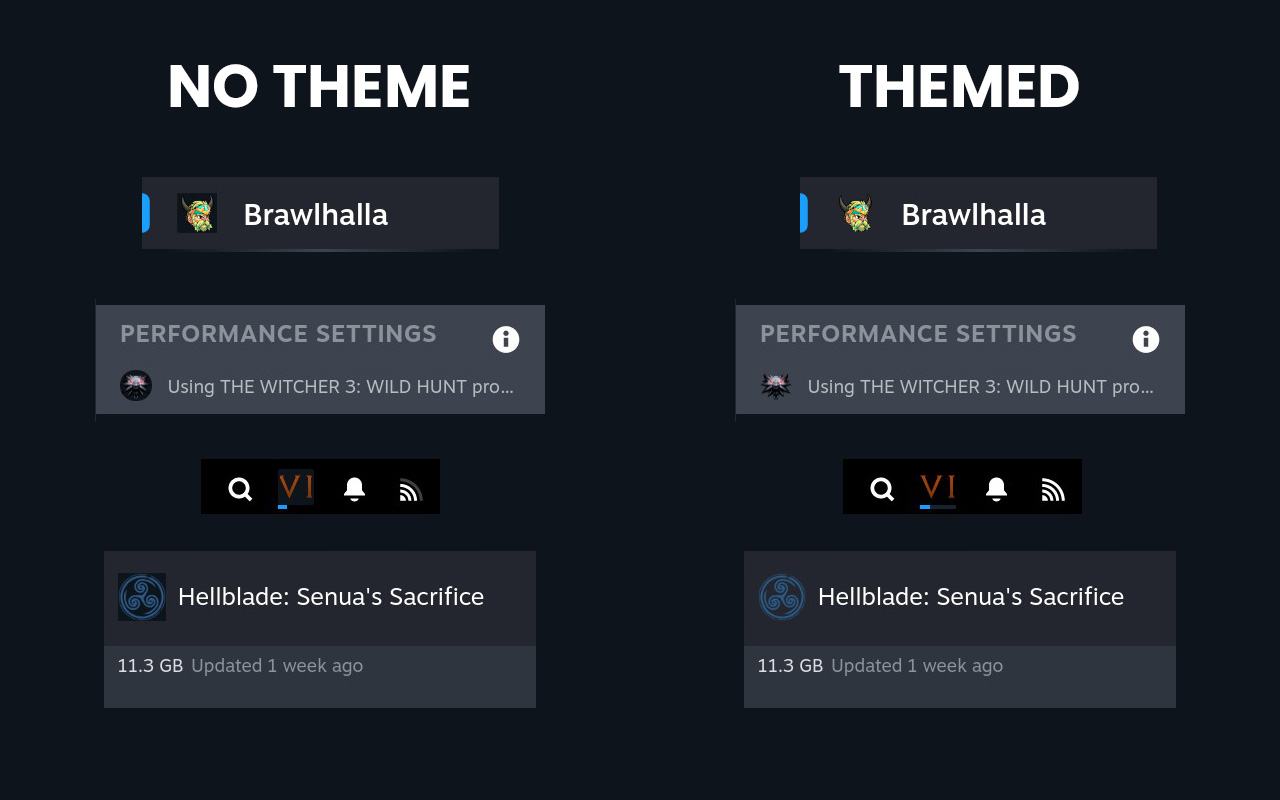 NO THEME
THEMED
Brawlhalla
Brawlhalla
PERFORMANCE SETTINGS
Using THE WITCHER 3: WILD HUNT pro...
PERFORMANCE SETTINGS
Using THE WITCHER 3: WILD HUNT pro...
VI
VI
Hellblade: Senua's Sacrifice
11.3 GB Updated 1 week ago
Hellblade: Senua's Sacrifice
11.3 GB Updated 1 week ago